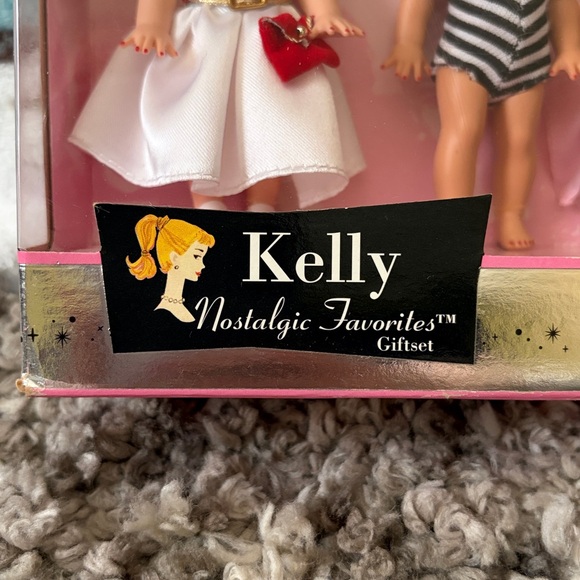 Kelly
Nostalgic Favorites™
Giftset